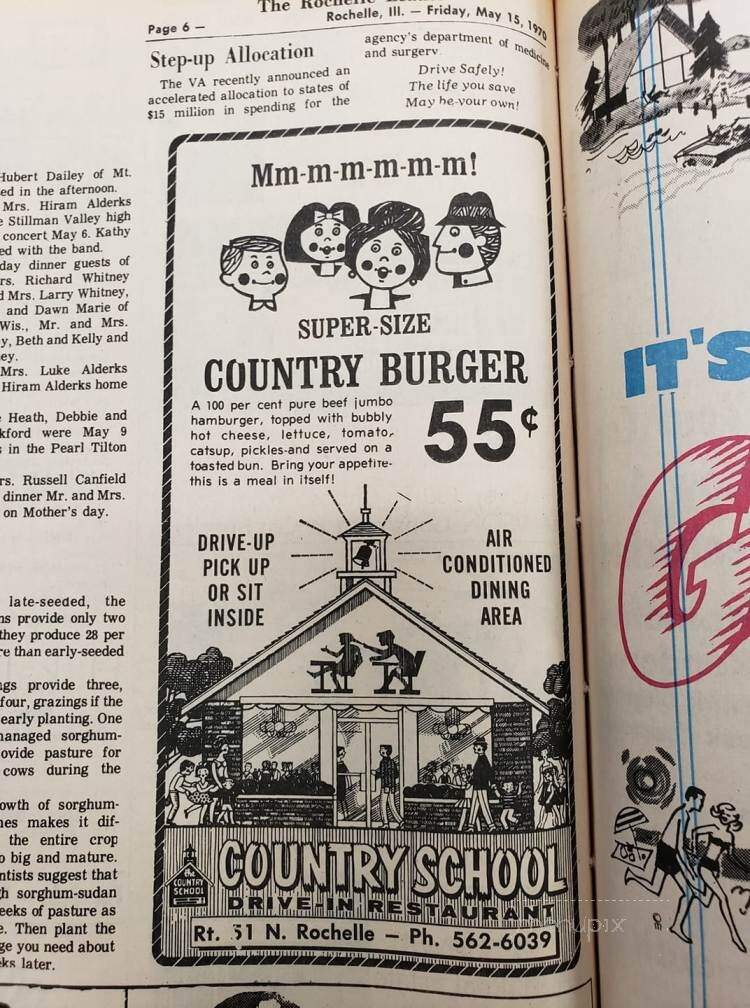 The Rochelle
Page 6 —
Rochelle, Ill. — Friday, May 15, 1970
Step-up Allocation
The VA recently announced an
accelerated allocation to states of
$15 million in spending for the
agency's department of medicine
and surgery.
Drive Safely!
The life you save
May be your own!
Hubert Dailey of Mt.
ed in the afternoon.
Mrs. Hiram Alderks
e Stillman Valley high
concert May 6. Kathy
ed with the band.
day dinner guests of
rs. Richard Whitney
d Mrs. Larry Whitney,
and Dawn Marie of
Wis., Mr. and Mrs.
y, Beth and Kelly and
ey.
Mrs. Luke Alderks
Hiram Alderks home
e Heath, Debbie and
kford were May 9
s in the Pearl Tilton
rs. Russell Canfield
dinner Mr. and Mrs.
on Mother's day.
late-seeded, the
ns provide only two
they produce 28 per
re than early-seeded
ngs provide three,
four, grazings if the
early planting. One
managed sorghum-
ovide pasture for
cows during the
owth of sorghum-
nes makes it dif-
the entire crop
o big and mature.
ntists suggest that
gh sorghum-sudan
eeks of pasture as
e. Then plant the
ge you need about
eks later.
Mm-m-m-m-m-m!
SUPER-SIZE
COUNTRY BURGER
A 100 per cent pure beef jumbo
hamburger, topped with bubbly
hot cheese, lettuce, tomato,
catsup, pickles-and served on a
toasted bun. Bring your appetite-
this is a meal in itself!
55¢
DRIVE-UP
PICK UP
OR SIT
INSIDE
AIR
CONDITIONED
DINING
AREA
the
COUNTRY
SCHOOL
COUNTRY SCHOOL
DRIVE-IN RESTAURANT
Rt. 51 N. Rochelle — Ph. 562-6039
IT'S
G
menupix